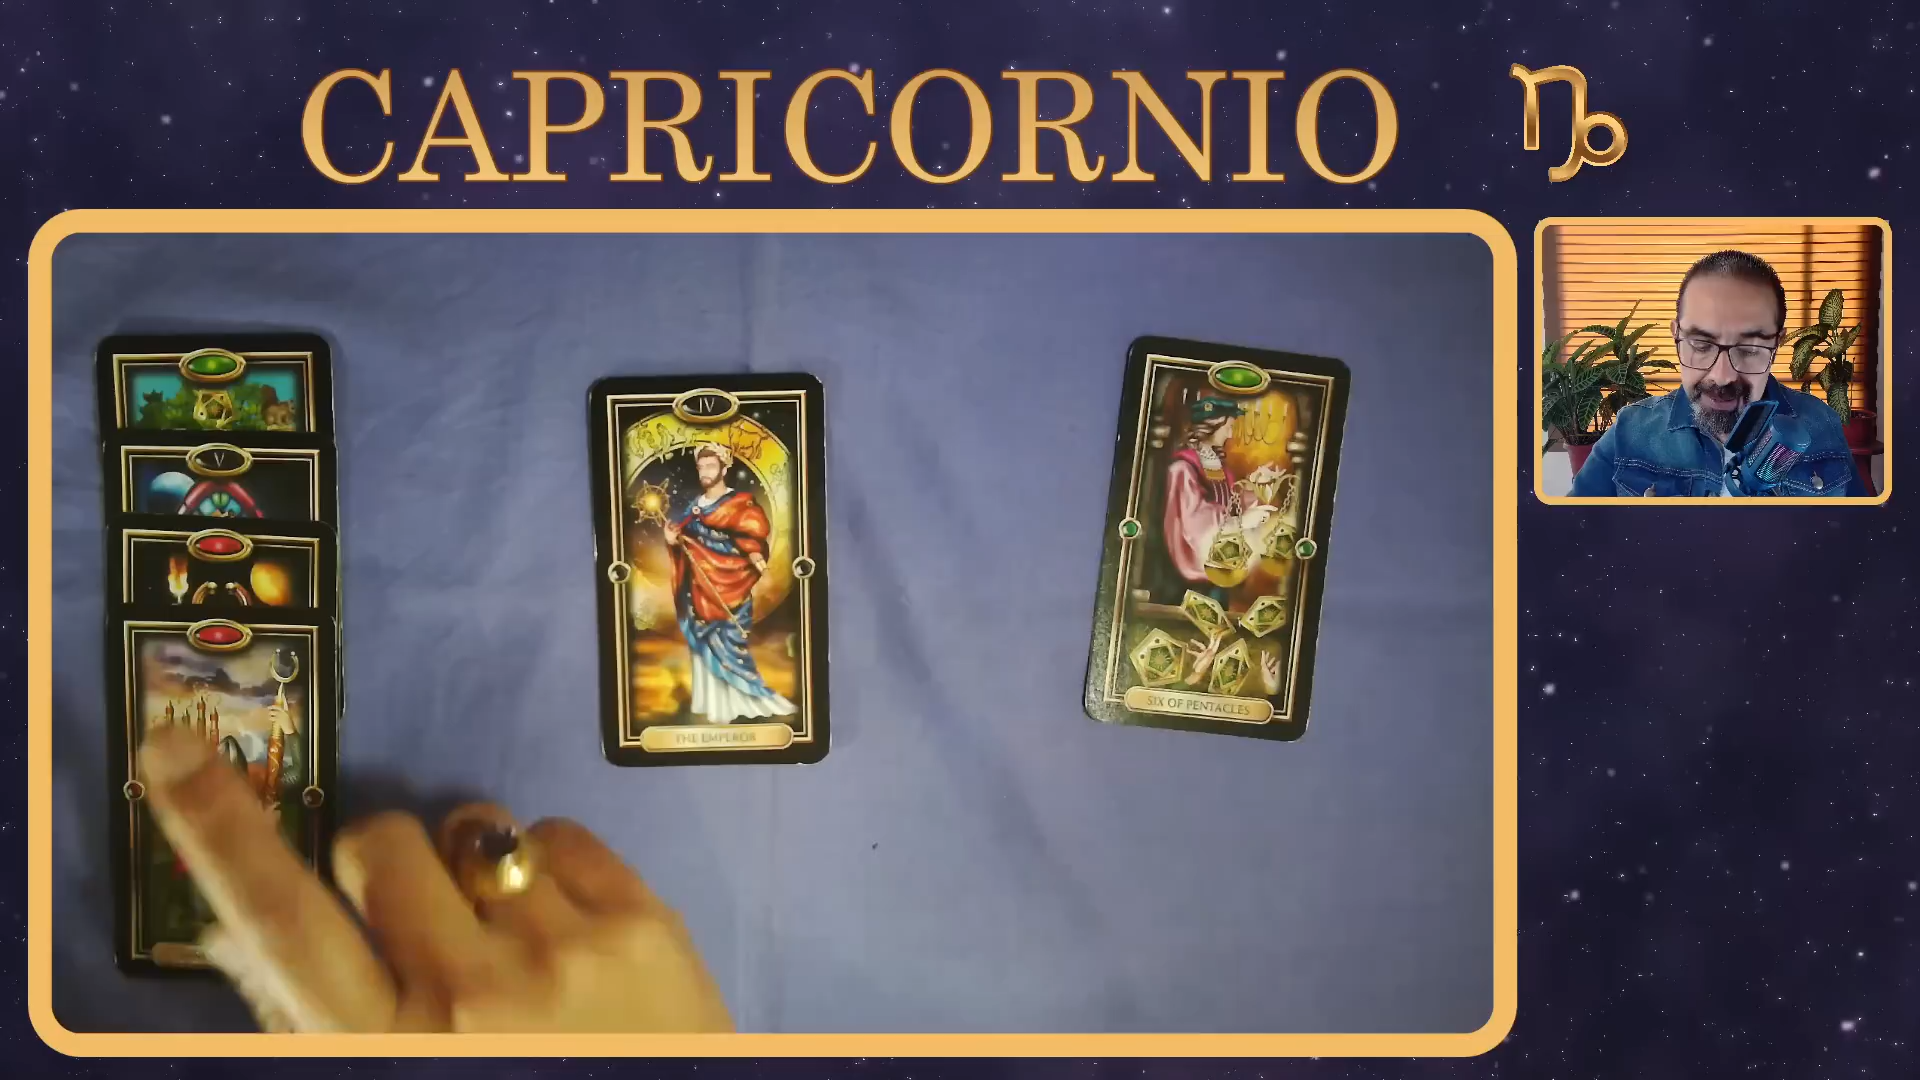 CAPRICORNIO
V
IV
THE EMPEROR
SIX OF PENTACLES